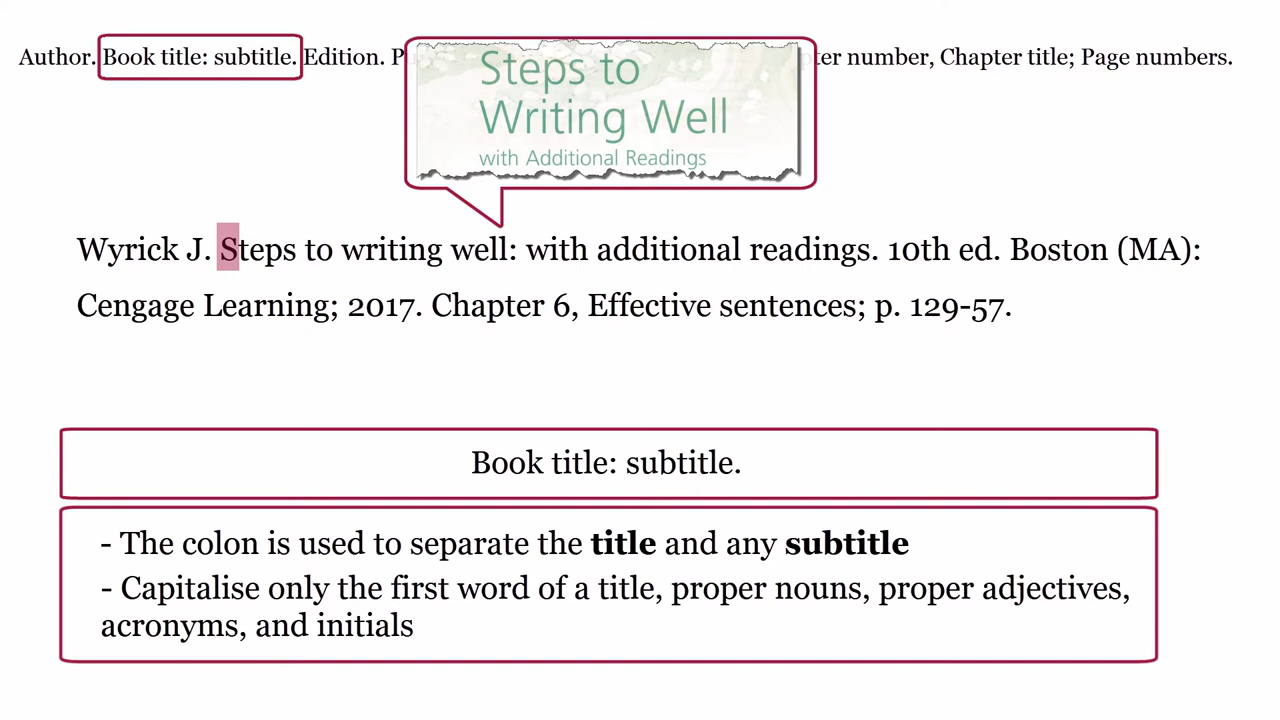 Author. Book title: subtitle. Edition. P
ter number, Chapter title; Page numbers.
Steps to
Writing Well
with Additional Readings
Wyrick J. Steps to writing well: with additional readings. 10th ed. Boston (MA):
Cengage Learning; 2017. Chapter 6, Effective sentences; p. 129-57.
Book title: subtitle.
- The colon is used to separate the title and any subtitle
- Capitalise only the first word of a title, proper nouns, proper adjectives,
acronyms, and initials